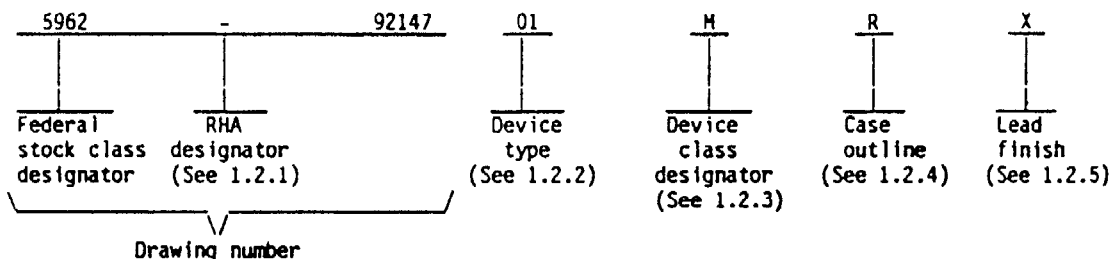 5962 - 92147 01 M R X
Federal stock class designator
RHA designator (See 1.2.1)
Device type (See 1.2.2)
Device class designator (See 1.2.3)
Case outline (See 1.2.4)
Lead finish (See 1.2.5)
Drawing number